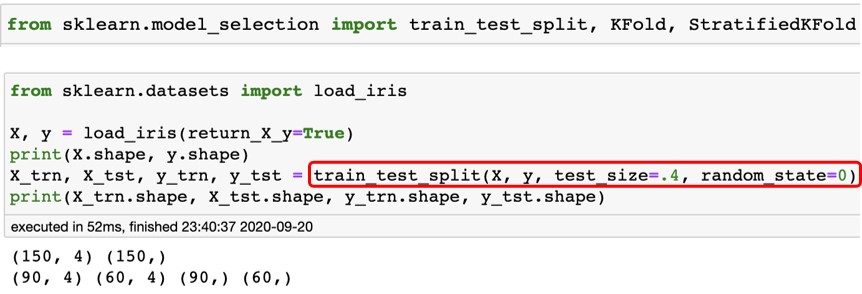 from sklearn.model_selection import train_test_split, KFold, StratifiedKFold
from sklearn.datasets import load_iris
X, y = load_iris(return_X_y=True)
print(X.shape, y.shape)
X_trn, X_tst, y_trn, y_tst = train_test_split(X, y, test_size=.4, random_state=0)
print(X_trn.shape, X_tst.shape, y_trn.shape, y_tst.shape)
executed in 52ms, finished 23:40:37 2020-09-20
(150, 4) (150,)
(90, 4) (60, 4) (90,) (60,)